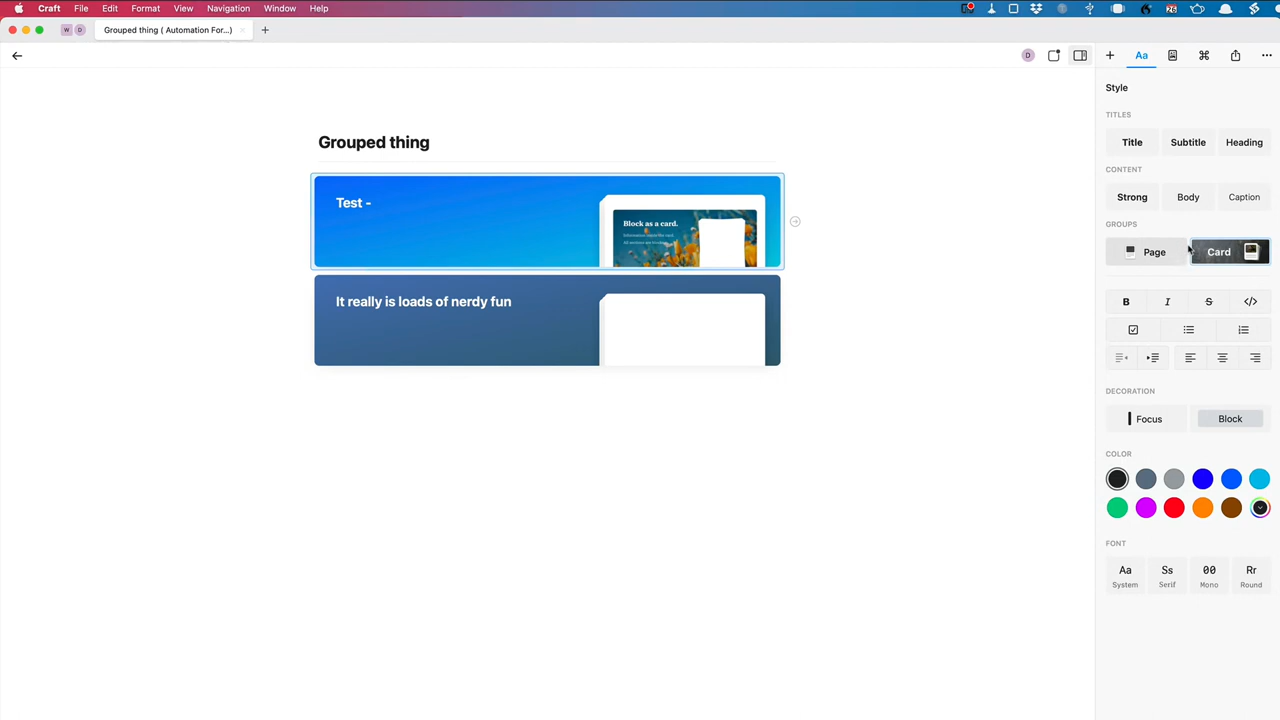 Craft File Edit Format View Navigation Window Help
26
W D Grouped thing ( Automation For...)
D
Aa
Style
TITLES
Title Subtitle Heading
CONTENT
Strong Body Caption
GROUPS
Page Card
B I S </>
DECORATION
Focus Block
COLOR
FONT
Aa Ss 00 Rr
System Serif Mono Round
Grouped thing
Test -
Block as a card.
It really is loads of nerdy fun